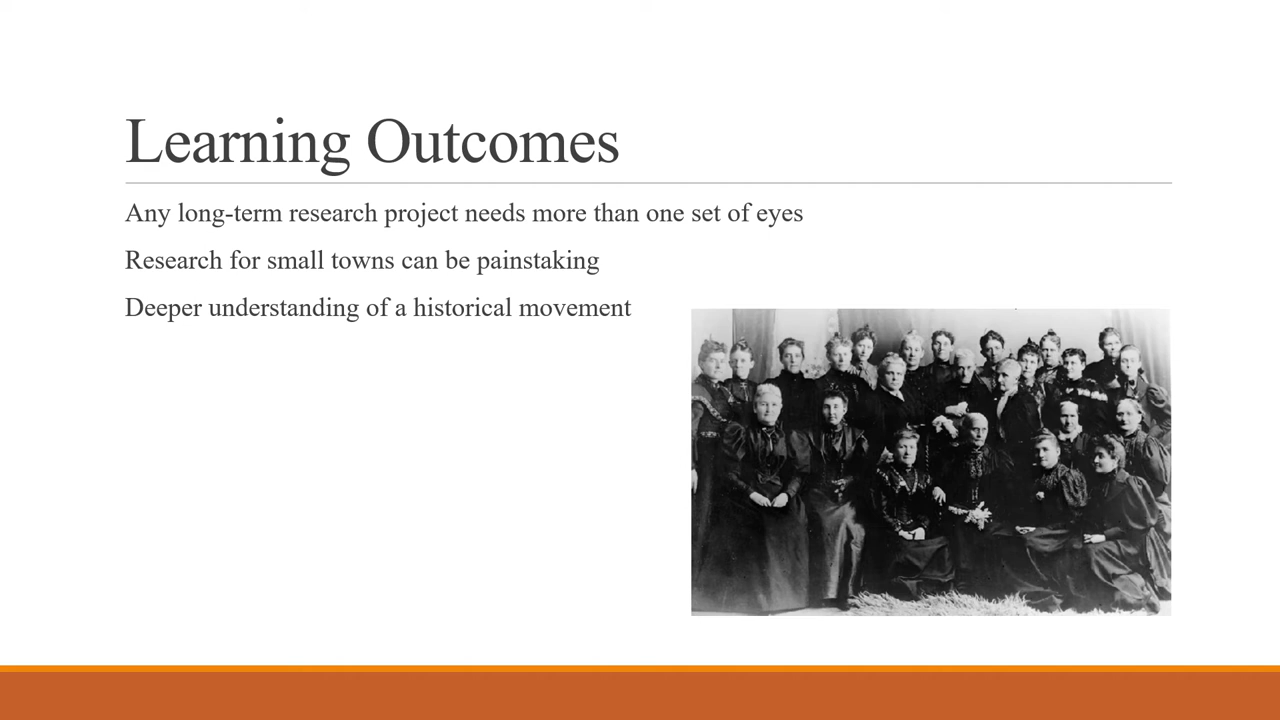 Learning Outcomes
Any long-term research project needs more than one set of eyes
Research for small towns can be painstaking
Deeper understanding of a historical movement